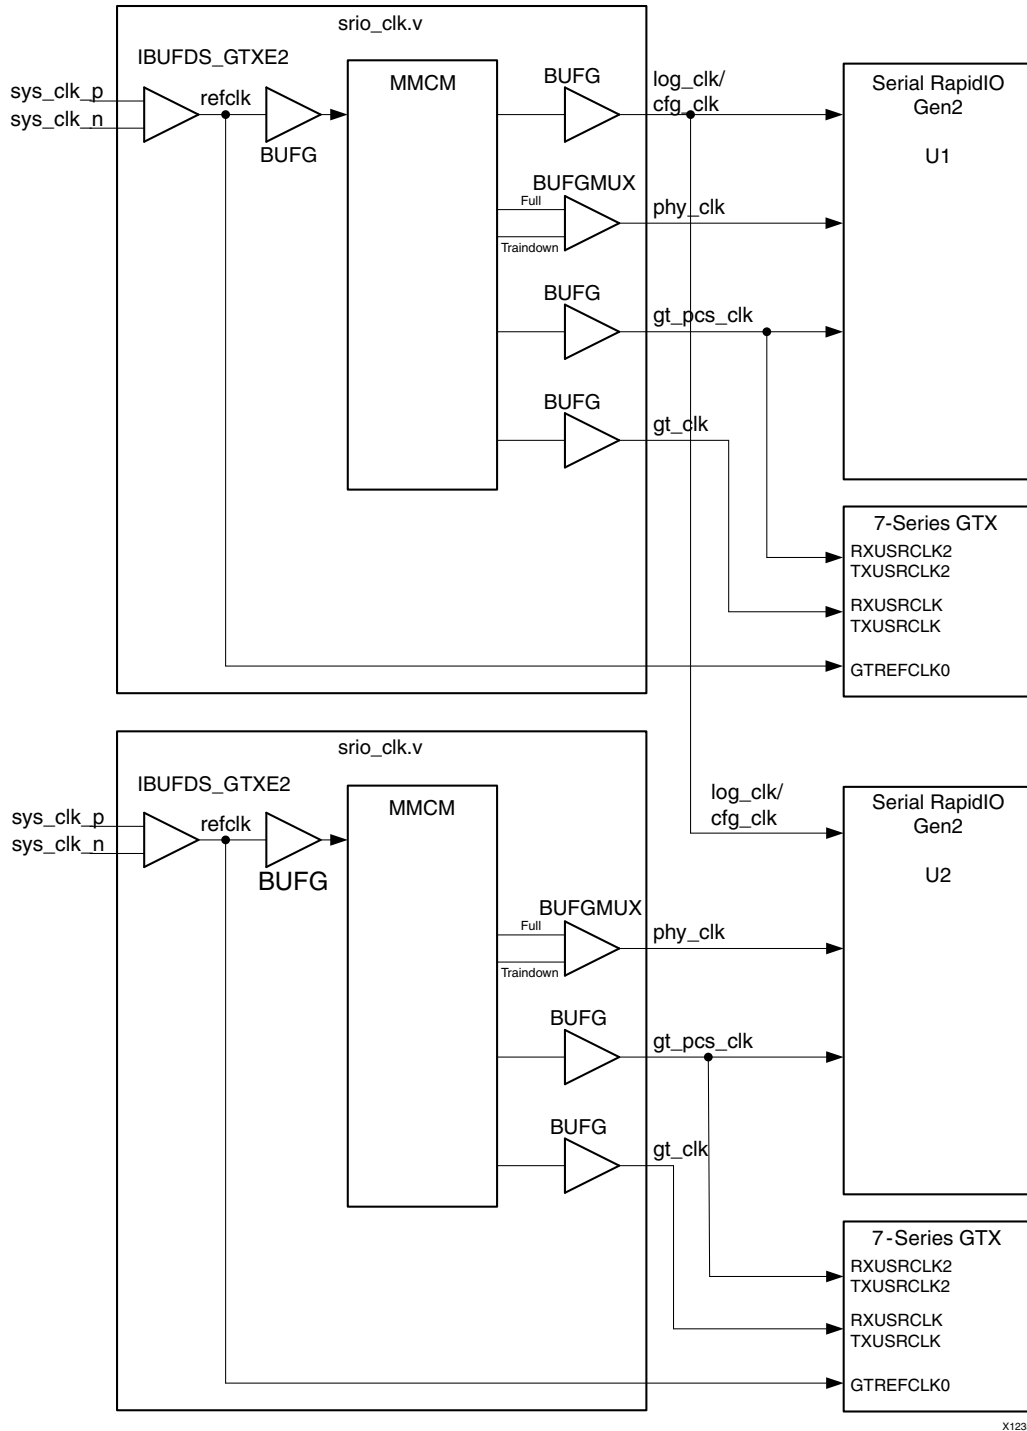 srio_clk.v
IBUFDS_GTXE2
sys_clk_p
sys_clk_n
refclk
BUFG
MMCM
BUFG
log_clk/
cfg_clk
Serial RapidIO
Gen2
U1
BUFGMUX
Full
Traindown
phy_clk
BUFG
gt_pcs_clk
BUFG
gt_clk
7-Series GTX
RXUSRCLK2
TXUSRCLK2
RXUSRCLK
TXUSRCLK
GTREFCLK0
srio_clk.v
IBUFDS_GTXE2
sys_clk_p
sys_clk_n
refclk
BUFG
MMCM
log_clk/
cfg_clk
Serial RapidIO
Gen2
U2
BUFGMUX
Full
Traindown
phy_clk
BUFG
gt_pcs_clk
BUFG
gt_clk
7-Series GTX
RXUSRCLK2
TXUSRCLK2
RXUSRCLK
TXUSRCLK
GTREFCLK0
X123